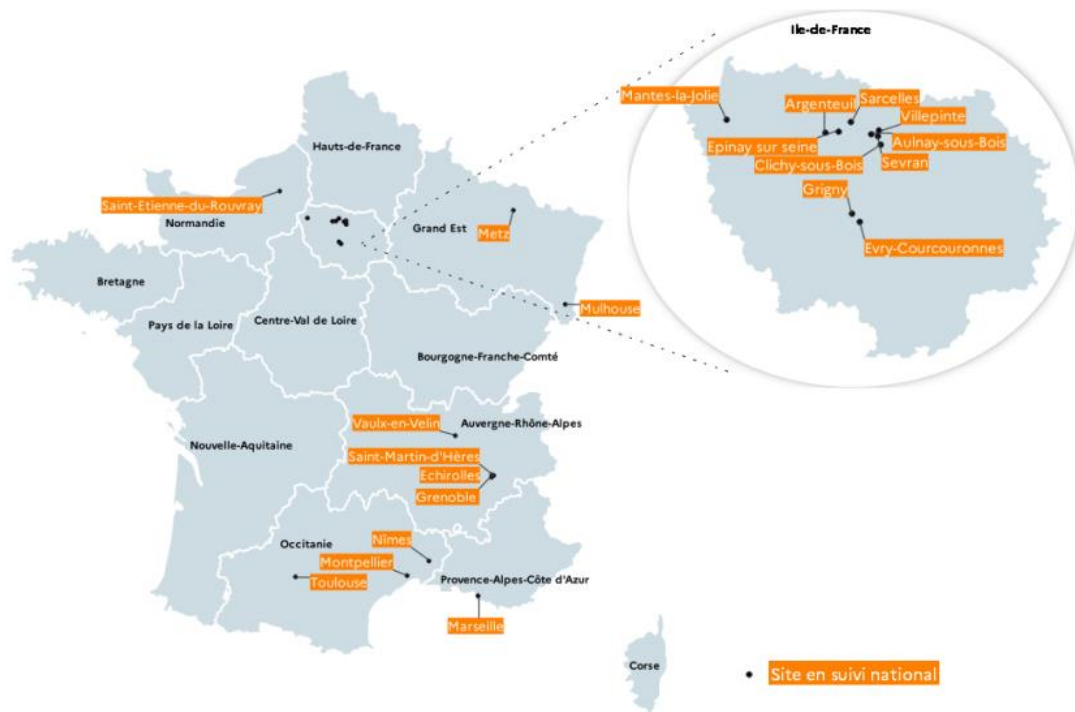 Ile-de-France
Mantes-la-Jolie
Argenteuil
Sarcelles
Villepinte
Epinay sur seine
Aulnay-sous-Bois
Clichy-sous-Bois
Sevran
Grigny
Evry-Courcouronnes
Hauts-de-France
Saint-Etienne-du-Rouvray
Normandie
Grand Est
Metz
Bretagne
Mulhouse
Pays de la Loire
Centre-Val de Loire
Bourgogne-Franche-Comté
Vaulx-en-Velin
Auvergne-Rhône-Alpes
Nouvelle-Aquitaine
Saint-Martin-d'Hères
Echirolles
Grenoble
Occitanie
Nîmes
Montpellier
Toulouse
Provence-Alpes-Côte d'Azur
Marseille
Corse
Site en suivi national